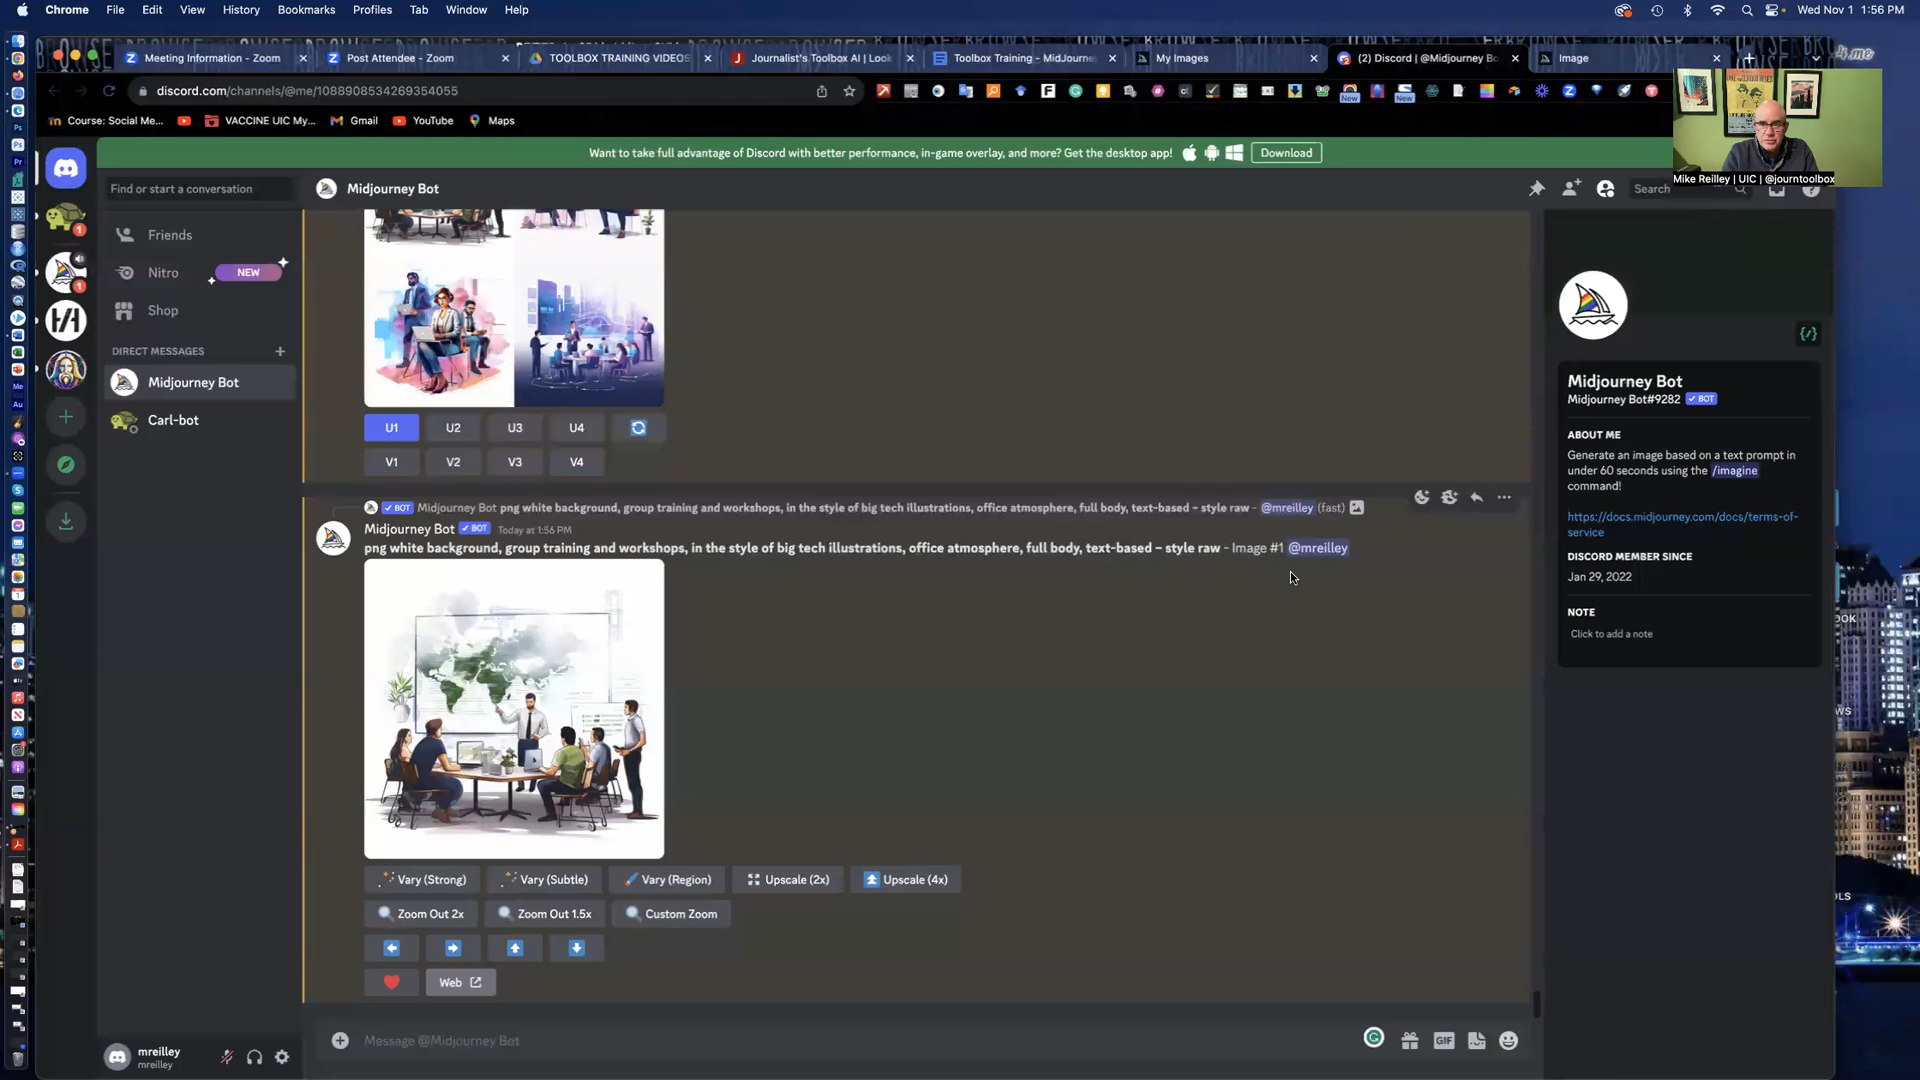 Chrome File Edit View History Bookmarks Profiles Tab Window Help
Wed Nov 1 1:56 PM
Meeting Information - Zoom
Post Attendee - Zoom
TOOLBOX TRAINING VIDEOS
Journalist's Toolbox AI | Look
Toolbox Training - MidJourne
My Images
(2) Discord | @Midjourney Bo
Image
discord.com/channels/@me/1088908534269354055
New
New
Course: Social Me...
VACCINE UIC My...
Gmail
YouTube
Maps
Want to take full advantage of Discord with better performance, in-game overlay, and more? Get the desktop app!
Download
Mike Reilley | UIC | @journtoolbox
Find or start a conversation
Midjourney Bot
Search
Friends
Nitro
NEW
Shop
DIRECT MESSAGES
Midjourney Bot
Carl-bot
U1 U2 U3 U4
V1 V2 V3 V4
BOT Midjourney Bot png white background, group training and workshops, in the style of big tech illustrations, office atmosphere, full body, text-based – style raw - @mreilley (fast)
Midjourney Bot BOT Today at 1:56 PM
png white background, group training and workshops, in the style of big tech illustrations, office atmosphere, full body, text-based – style raw - Image #1 @mreilley
Vary (Strong) Vary (Subtle) Vary (Region) Upscale (2x) Upscale (4x)
Zoom Out 2x Zoom Out 1.5x Custom Zoom
Web
Message @Midjourney Bot
GIF
mreilley
mreilley
Midjourney Bot
Midjourney Bot#9282 BOT
ABOUT ME
Generate an image based on a text prompt in
under 60 seconds using the /imagine
command!
https://docs.midjourney.com/docs/terms-of-
service
DISCORD MEMBER SINCE
Jan 29, 2022
NOTE
Click to add a note